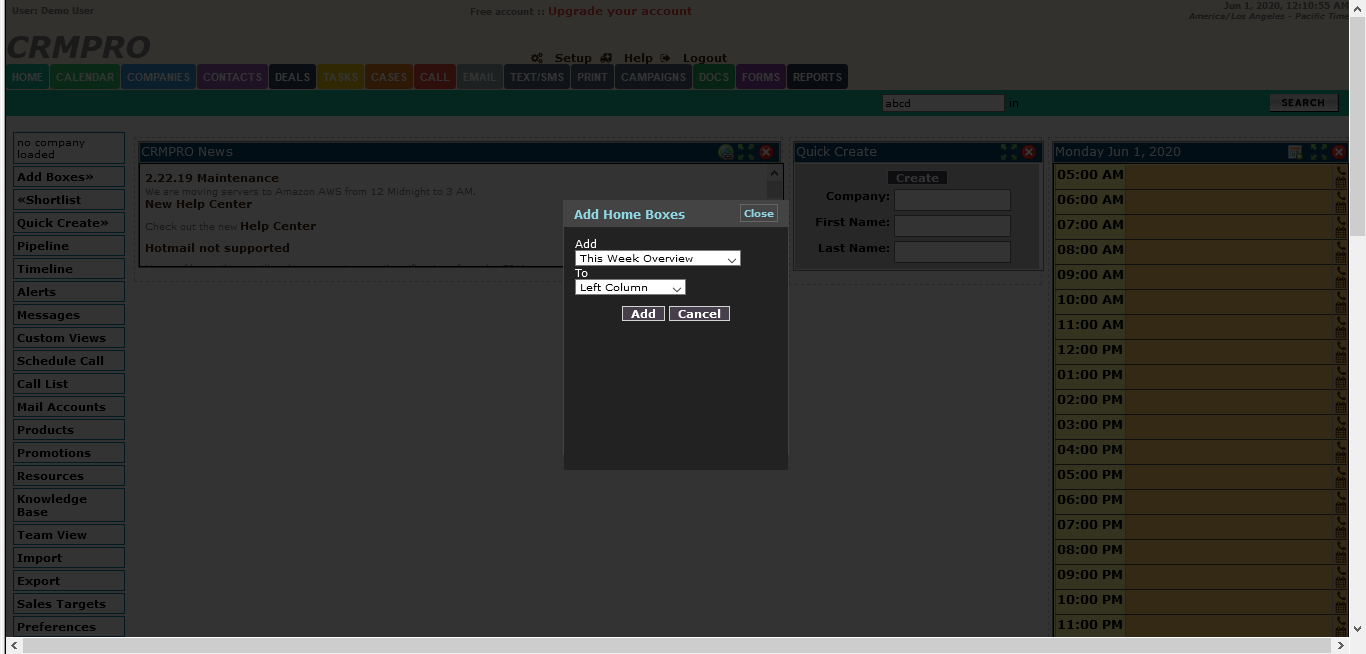 User: Demo User
Free account :: Upgrade your account
Jun 1, 2020, 12:10:55 AM
America/Los Angeles - Pacific Time
CRMPRO
Setup Help Logout
HOME CALENDAR COMPANIES CONTACTS DEALS TASKS CASES CALL EMAIL TEXT/SMS PRINT CAMPAIGNS DOCS FORMS REPORTS
abcd in SEARCH
no company
loaded
Add Boxes»
«Shortlist
Quick Create»
Pipeline
Timeline
Alerts
Messages
Custom Views
Schedule Call
Call List
Mail Accounts
Products
Promotions
Resources
Knowledge
Base
Team View
Import
Export
Sales Targets
Preferences
CRMPRO News
2.22.19 Maintenance
We are moving servers to Amazon AWS from 12 Midnight to 3 AM.
New Help Center
Check out the new Help Center
Hotmail not supported
Add Home Boxes Close
Add
This Week Overview
To
Left Column
Add Cancel
Quick Create
Create
Company:
First Name:
Last Name:
Monday Jun 1, 2020
05:00 AM
06:00 AM
07:00 AM
08:00 AM
09:00 AM
10:00 AM
11:00 AM
12:00 PM
01:00 PM
02:00 PM
03:00 PM
04:00 PM
05:00 PM
06:00 PM
07:00 PM
08:00 PM
09:00 PM
10:00 PM
11:00 PM